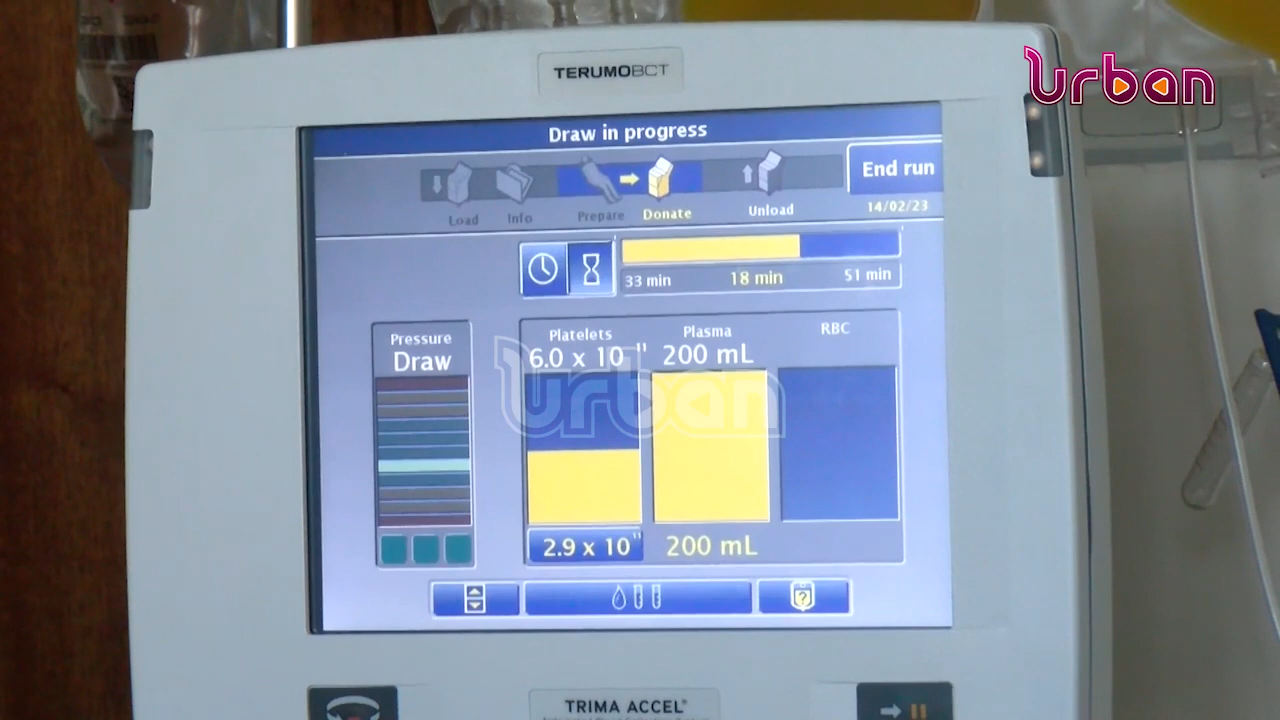 TERUMOBCT
Urban
Draw in progress
End run
Load Info Prepare Donate Unload
14/02/23
33 min 18 min 51 min
Pressure
Draw
Platelets Plasma RBC
6.0 x 10¹¹ 200 mL
urban
2.9 x 10¹¹ 200 mL
?
TRIMA ACCEL®